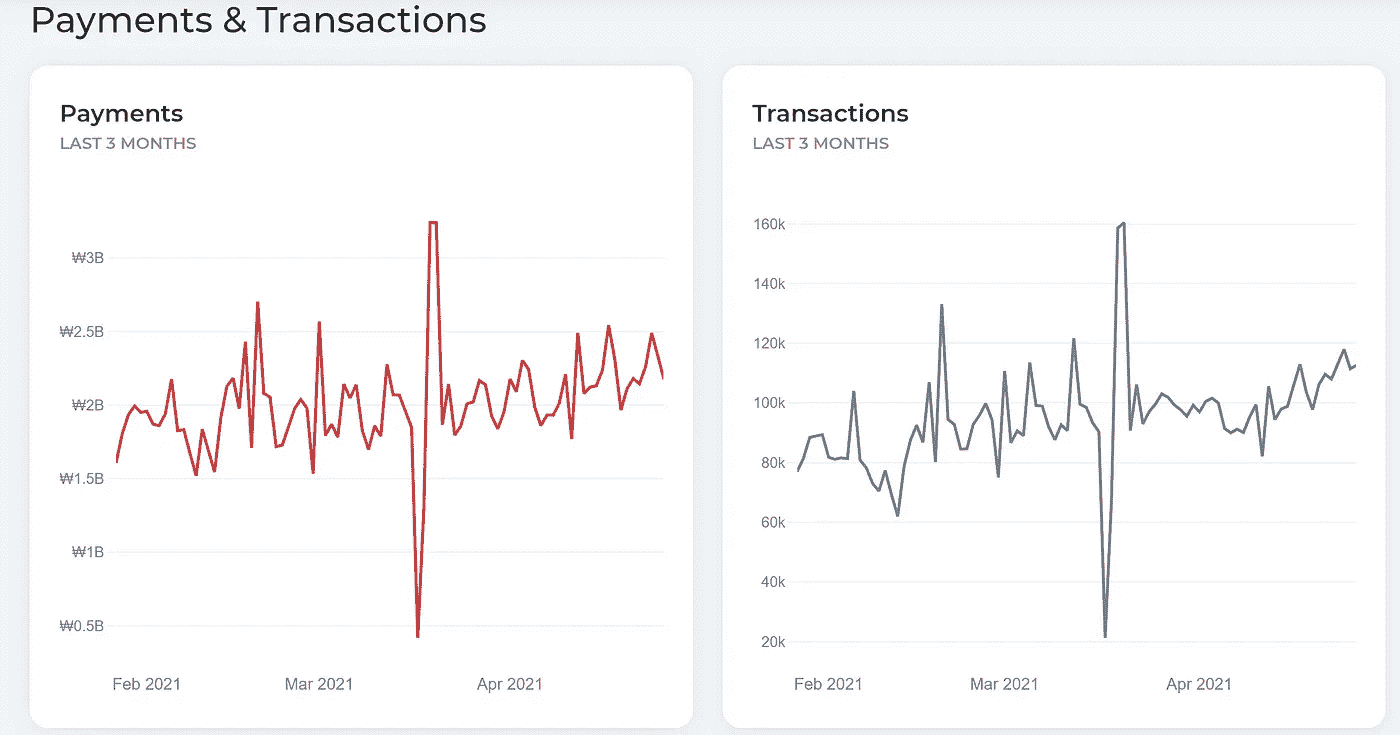 Payments & Transactions
Payments
LAST 3 MONTHS
₩3B
₩2.5B
₩2B
₩1.5B
₩1B
₩0.5B
Feb 2021 Mar 2021 Apr 2021
Transactions
LAST 3 MONTHS
160k
140k
120k
100k
80k
60k
40k
20k
Feb 2021 Mar 2021 Apr 2021